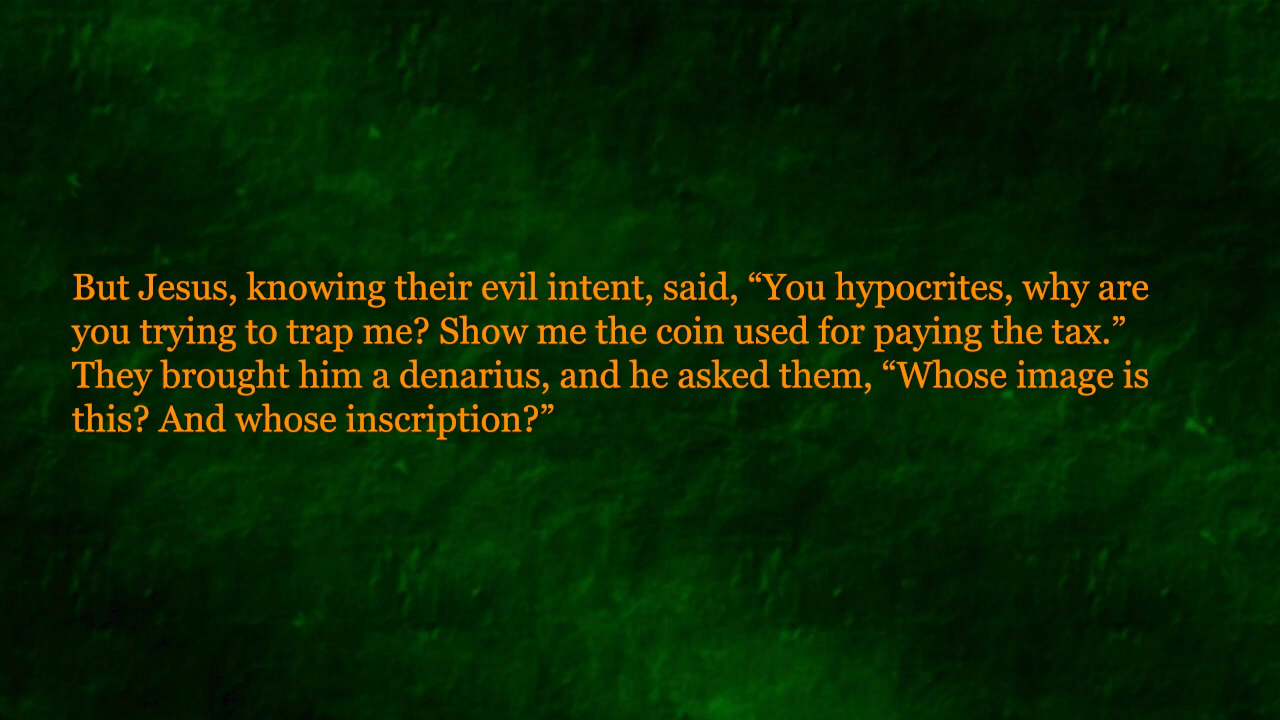 But Jesus, knowing their evil intent, said, “You hypocrites, why are
you trying to trap me? Show me the coin used for paying the tax.”
They brought him a denarius, and he asked them, “Whose image is
this? And whose inscription?”